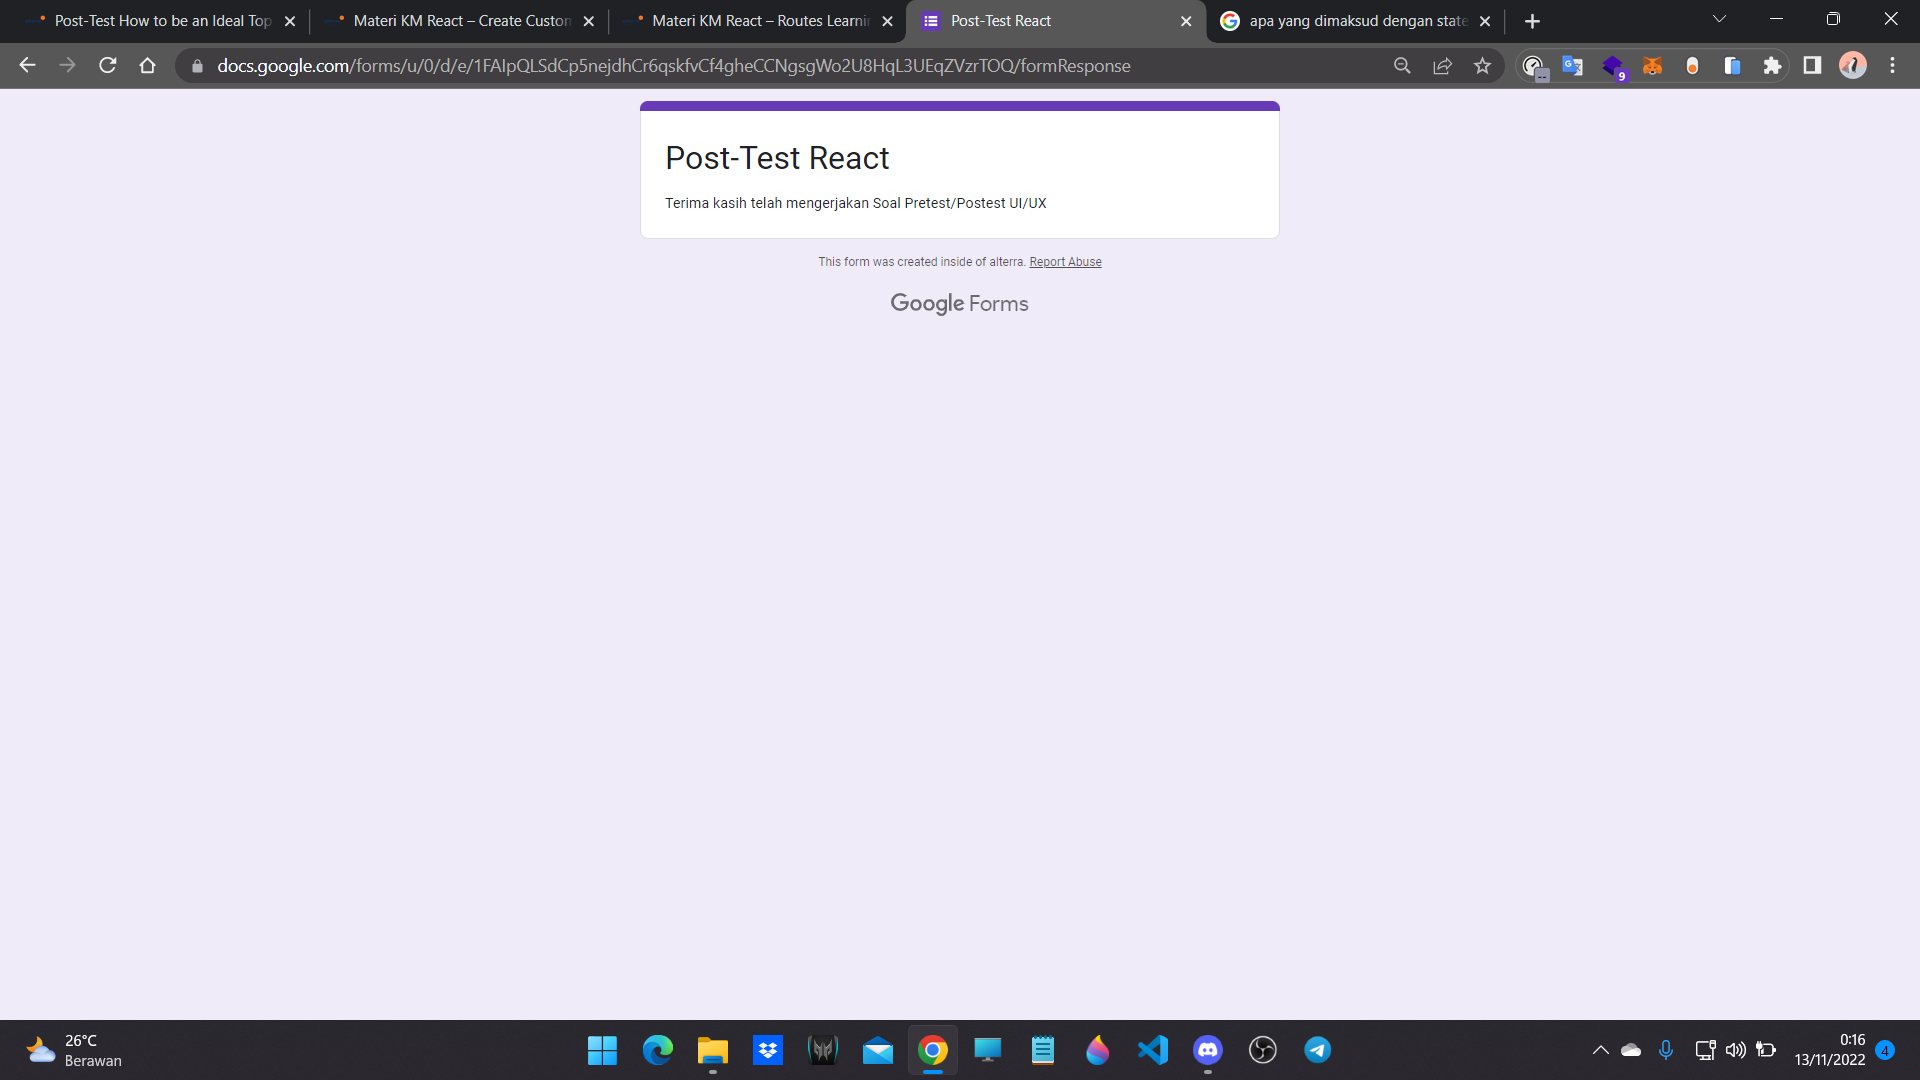 Post-Test How to be an Ideal Top
Materi KM React – Create Custom
Materi KM React – Routes Learnin
Post-Test React
apa yang dimaksud dengan state
docs.google.com/forms/u/0/d/e/1FAIpQLSdCp5nejdhCr6qskfvCf4gheCCNgsgWo2U8HqL3UEqZVzrTOQ/formResponse
9
Post-Test React
Terima kasih telah mengerjakan Soal Pretest/Postest UI/UX
This form was created inside of alterra. Report Abuse
Google Forms
26°C
Berawan
0:16
13/11/2022
4